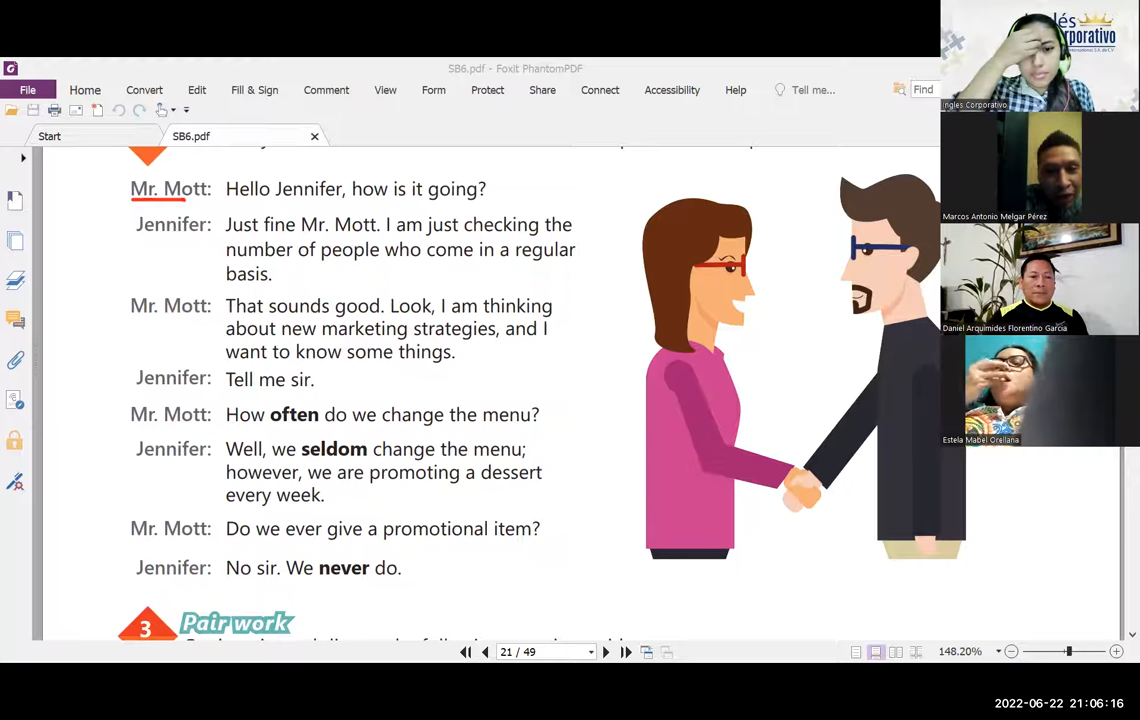 SB6.pdf - Foxit PhantomPDF
File Home Convert Edit Fill & Sign Comment View Form Protect Share Connect Accessibility Help Tell me... Find
Start SB6.pdf
Mr. Mott: Hello Jennifer, how is it going?
Jennifer: Just fine Mr. Mott. I am just checking the
number of people who come in a regular
basis.
Mr. Mott: That sounds good. Look, I am thinking
about new marketing strategies, and I
want to know some things.
Jennifer: Tell me sir.
Mr. Mott: How often do we change the menu?
Jennifer: Well, we seldom change the menu;
however, we are promoting a dessert
every week.
Mr. Mott: Do we ever give a promotional item?
Jennifer: No sir. We never do.
3 Pair work
21 / 49
148.20%
Ingles Corporativo
Marcos Antonio Melgar Pérez
Daniel Arquimides Florentino Garcia
Estela Mabel Orellana
2022-06-22 21:06:16